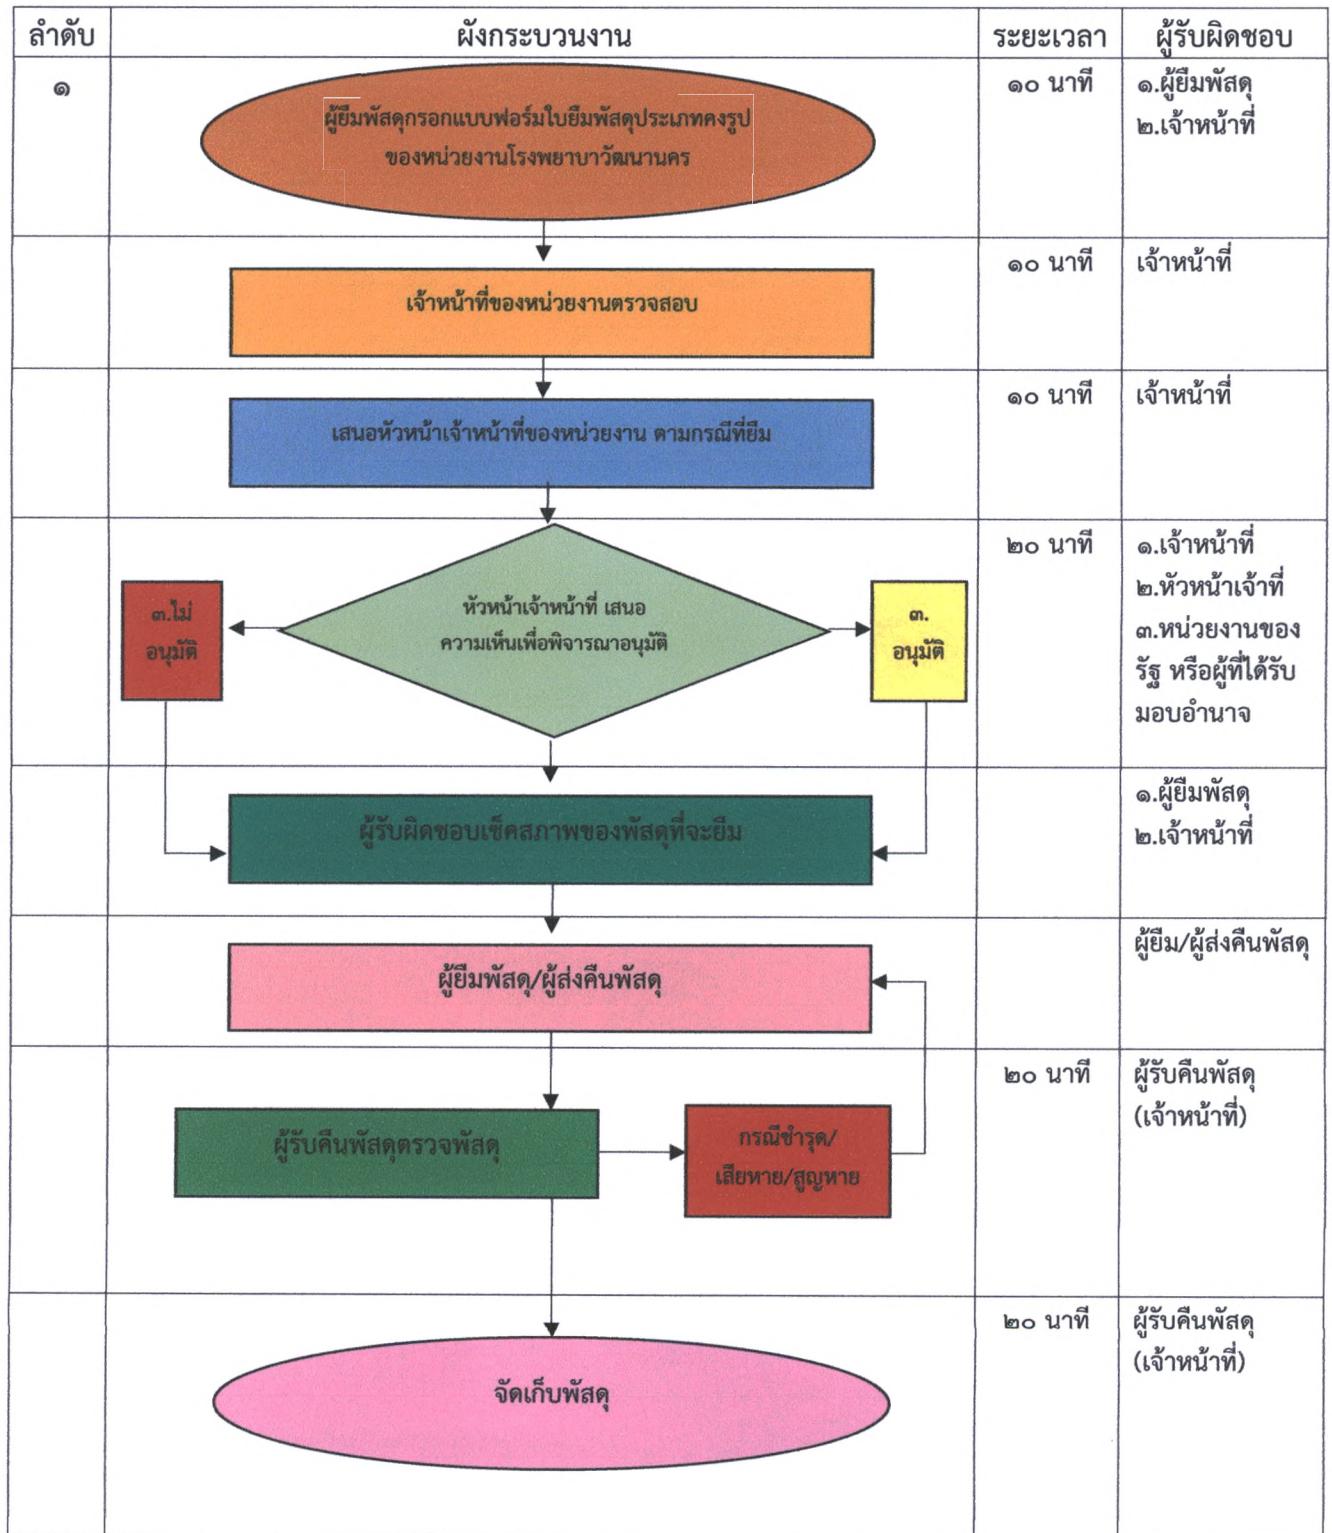 ลำดับ ผังกระบวนงาน ระยะเวลา ผู้รับผิดชอบ
๑
ผู้ยืมพัสดุกรอกแบบฟอร์มใบยืมพัสดุประเภทคงรูป
ของหน่วยงานโรงพยาบาวัฒนานคร
๑๐ นาที
๑.ผู้ยืมพัสดุ
๒.เจ้าหน้าที่
เจ้าหน้าที่ของหน่วยงานตรวจสอบ
๑๐ นาที
เจ้าหน้าที่
เสนอหัวหน้าเจ้าหน้าที่ของหน่วยงาน ตามกรณีที่ยืม
๑๐ นาที
เจ้าหน้าที่
๓.ไม่
อนุมัติ
หัวหน้าเจ้าหน้าที่ เสนอ
ความเห็นเพื่อพิจารณาอนุมัติ
๓.
อนุมัติ
๒๐ นาที
๑.เจ้าหน้าที่
๒.หัวหน้าเจ้าที่
๓.หน่วยงานของ
รัฐ หรือผู้ที่ได้รับ
มอบอำนาจ
ผู้รับผิดชอบเช็คสภาพของพัสดุที่จะยืม
๑.ผู้ยืมพัสดุ
๒.เจ้าหน้าที่
ผู้ยืมพัสดุ/ผู้ส่งคืนพัสดุ
ผู้ยืม/ผู้ส่งคืนพัสดุ
ผู้รับคืนพัสดุตรวจพัสดุ
กรณีชำรุด/
เสียหาย/สูญหาย
๒๐ นาที
ผู้รับคืนพัสดุ
(เจ้าหน้าที่)
จัดเก็บพัสดุ
๒๐ นาที
ผู้รับคืนพัสดุ
(เจ้าหน้าที่)